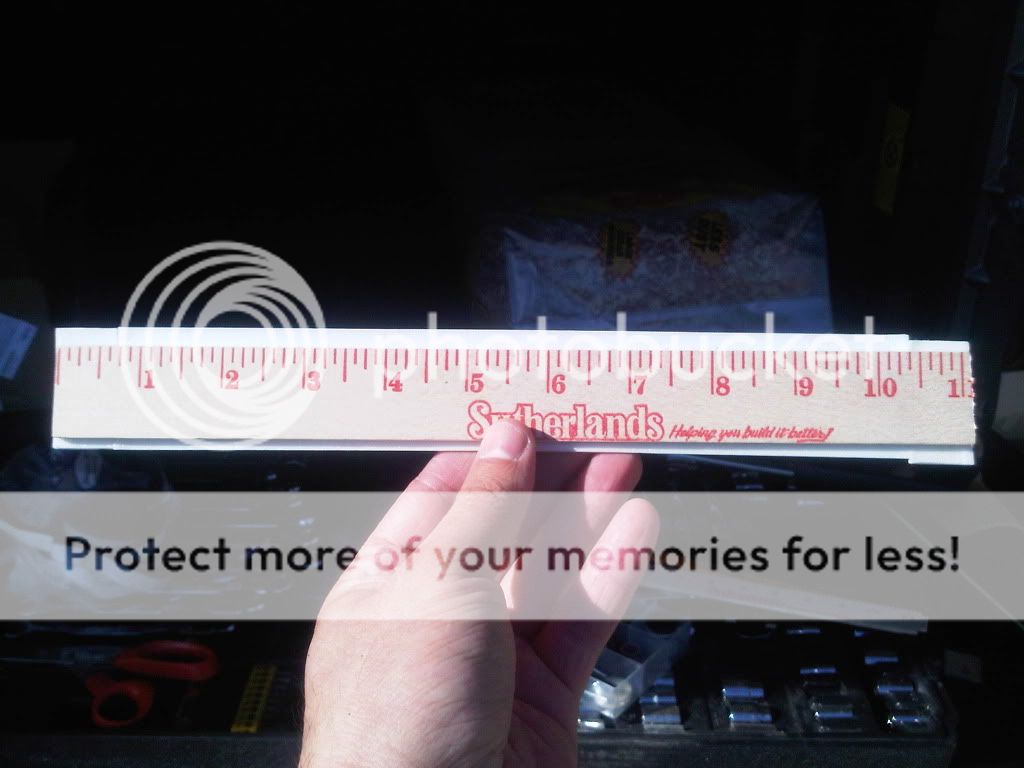 photobucket
1 2 3 4 5 6 7 8 9 10 1
Sutherlands Helping you build it better!
Protect more of your memories for less!